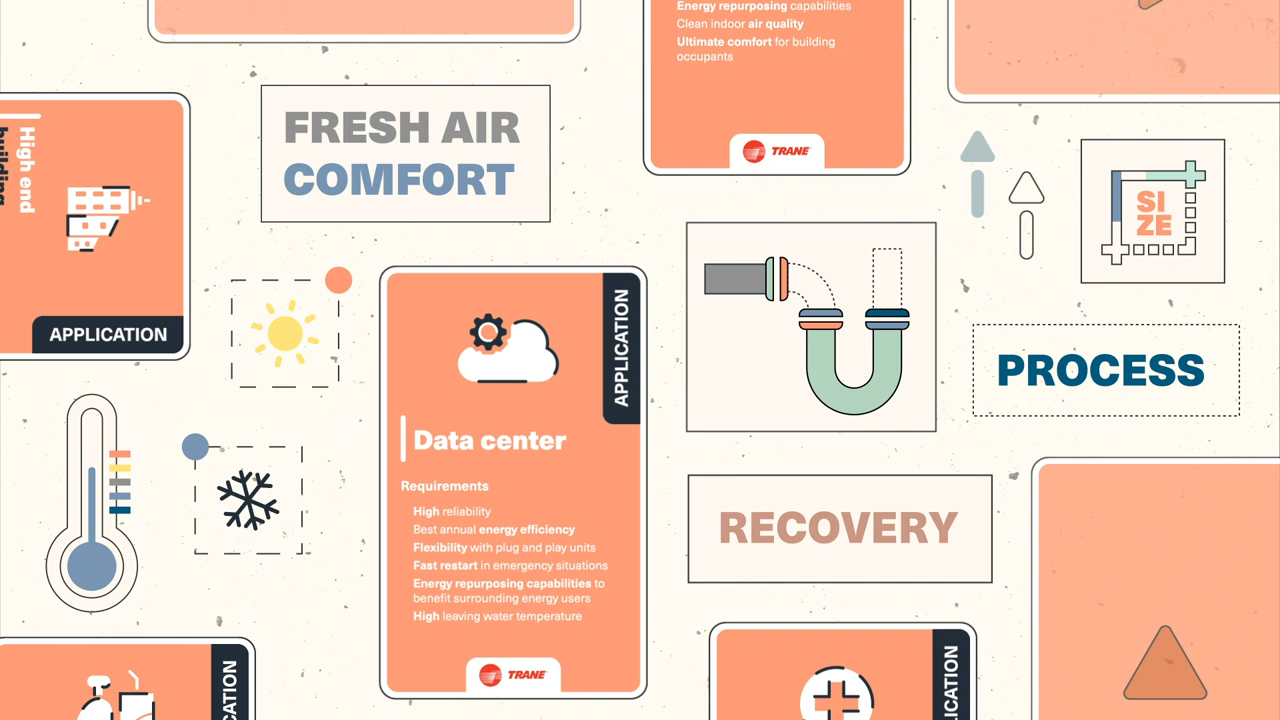 Energy repurposing capabilities
Clean indoor air quality
Ultimate comfort for building
occupants
TRANE
FRESH AIR
COMFORT
High end
building
APPLICATION
SI
ZE
PROCESS
APPLICATION
Data center
Requirements
High reliability
Best annual energy efficiency
Flexibility with plug and play units
Fast restart in emergency situations
Energy repurposing capabilities to
benefit surrounding energy users
High leaving water temperature
TRANE
RECOVERY